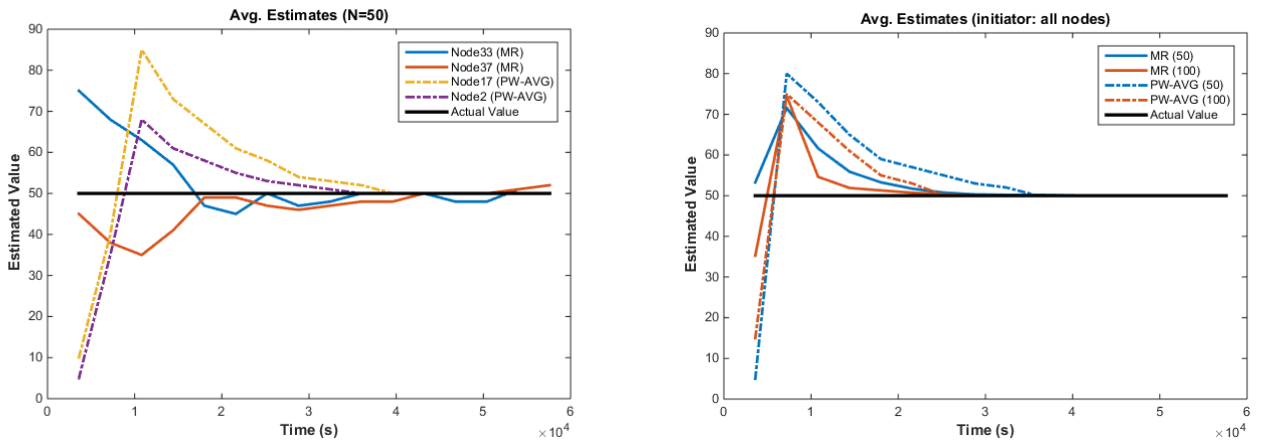 Avg. Estimates (N=50)
Estimated Value
90
80
70
60
50
40
30
20
10
0
Node33 (MR)
Node37 (MR)
Node17 (PW-AVG)
Node2 (PW-AVG)
Actual Value
0 1 2 3 4 5 6
Time (s)
×10^4
Avg. Estimates (initiator: all nodes)
Estimated Value
90
80
70
60
50
40
30
20
10
0
MR (50)
MR (100)
PW-AVG (50)
PW-AVG (100)
Actual Value
0 1 2 3 4 5 6
Time (s)
×10^4